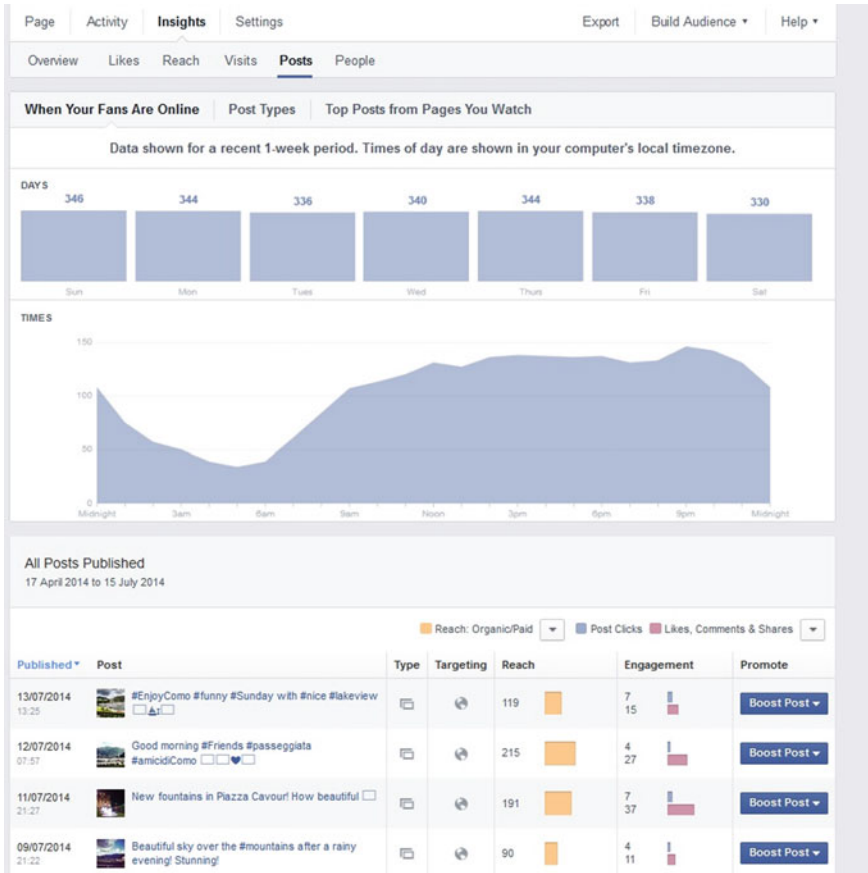 Page Activity Insights Settings Export Build Audience Help
Overview Likes Reach Visits Posts People
When Your Fans Are Online Post Types Top Posts from Pages You Watch
Data shown for a recent 1-week period. Times of day are shown in your computer's local timezone.
DAYS
346 344 336 340 344 338 330
Sun Mon Tues Wed Thurs Fri Sat
TIMES
150
100
50
0
Midnight 3am 6am 9am Noon 3pm 6pm 9pm Midnight
All Posts Published
17 April 2014 to 15 July 2014
Reach: Organic/Paid Post Clicks Likes, Comments & Shares
Published Post Type Targeting Reach Engagement Promote
13/07/2014 #EnjoyComo #funny #Sunday with #nice #lakeview 119 7 Boost Post
13:25 15
12/07/2014 Good morning #Friends #passeggiata 215 4 Boost Post
07:57 #amicidiComo ♥ 27
11/07/2014 New fountains in Piazza Cavour! How beautiful 191 7 Boost Post
21:27 37
09/07/2014 Beautiful sky over the #mountains after a rainy 90 4 Boost Post
21:22 evening! Stunning! 11